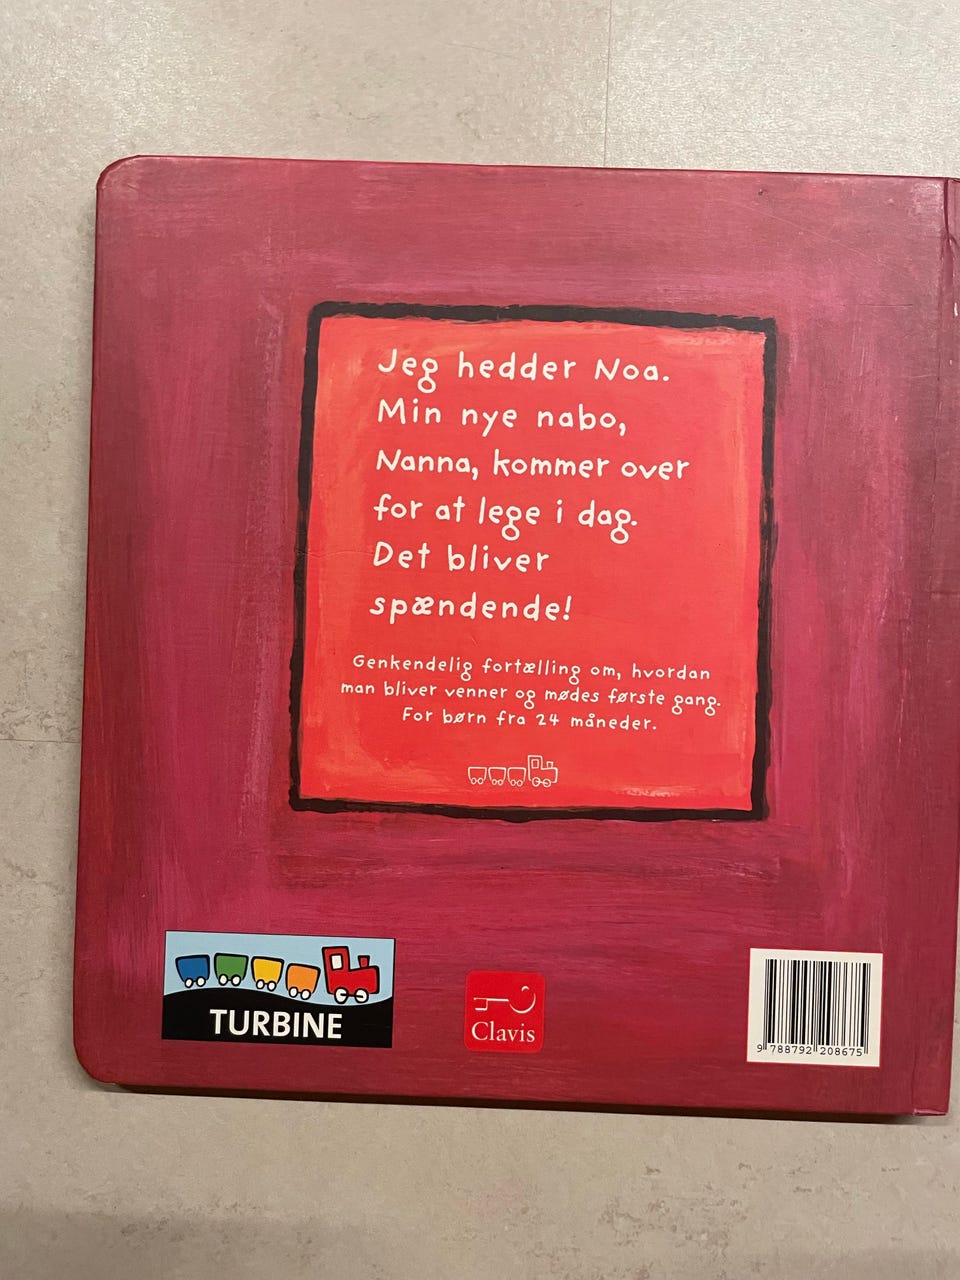 Jeg hedder Noa.
Min nye nabo,
Nanna, kommer over
for at lege i dag.
Det bliver
spændende!
Genkendelig fortælling om, hvordan
man bliver venner og mødes første gang.
For børn fra 24 måneder.
TURBINE
Clavis
9 788792 208675